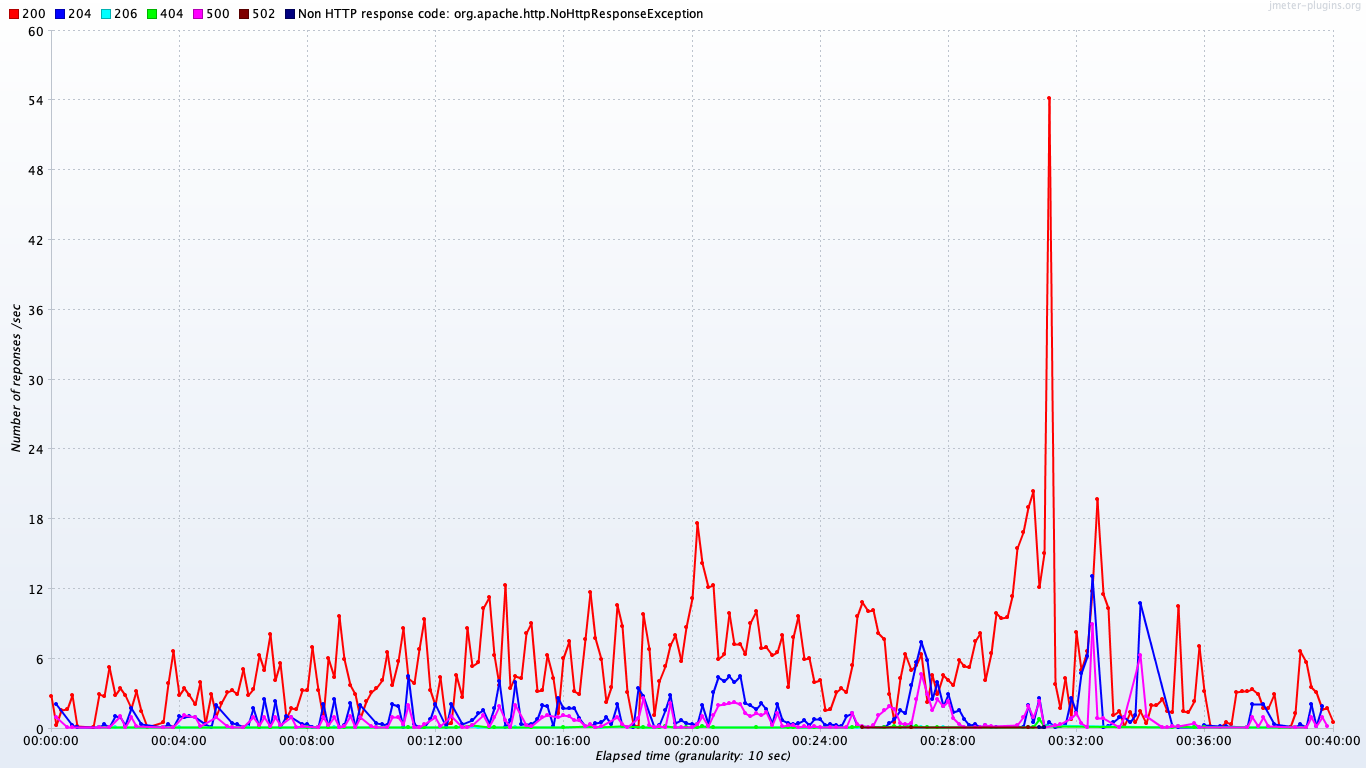 200 204 206 404 500 502 Non HTTP response code: org.apache.http.NoHttpResponseException
jmeter-plugins.org
60
54
48
42
36
30
24
18
12
6
0
Number of reponses /sec
00:00:00 00:04:00 00:08:00 00:12:00 00:16:00 00:20:00 00:24:00 00:28:00 00:32:00 00:36:00 00:40:00
Elapsed time (granularity: 10 sec)